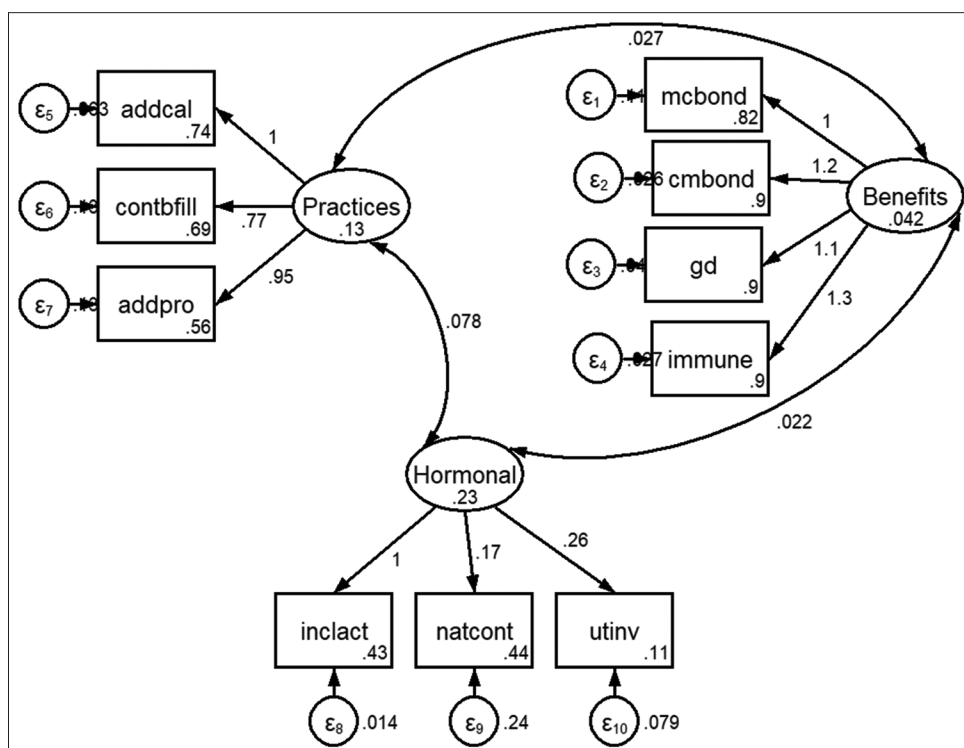 .027
ε5
addcal
.74
1
ε6
contbfill
.69
.77
ε7
addpro
.56
.95
Practices
.13
ε1
mcbond
.82
1
ε2
cmbond
.9
1.2
ε3
gd
.9
1.1
ε4
immune
.9
1.3
Benefits
.042
.078
.022
Hormonal
.23
1
.17
.26
inclact
.43
natcont
.44
utinv
.11
ε8
.014
ε9
.24
ε10
.079